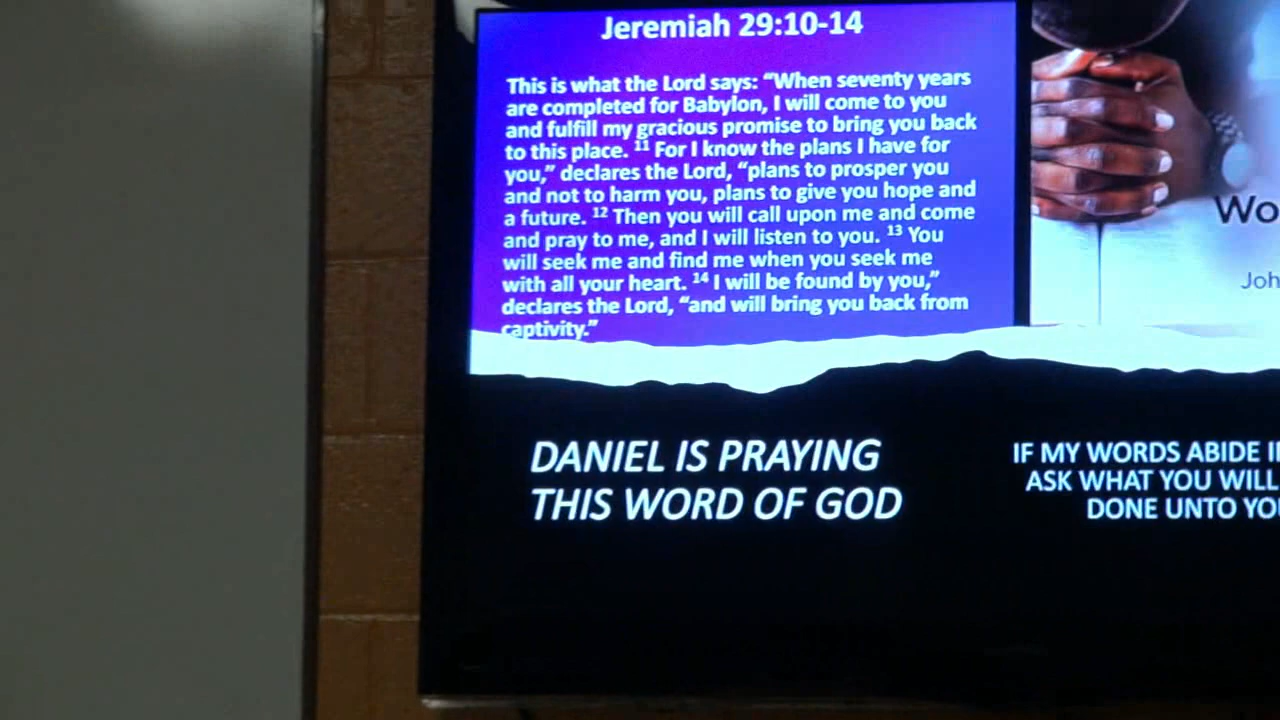 Jeremiah 29:10-14
This is what the Lord says: “When seventy years
are completed for Babylon, I will come to you
and fulfill my gracious promise to bring you back
to this place. ¹¹ For I know the plans I have for
you,” declares the Lord, “plans to prosper you
and not to harm you, plans to give you hope and
a future. ¹² Then you will call upon me and come
and pray to me, and I will listen to you. ¹³ You
will seek me and find me when you seek me
with all your heart. ¹⁴ I will be found by you,”
declares the Lord, “and will bring you back from
captivity.”
DANIEL IS PRAYING
THIS WORD OF GOD
Wo
Joh
IF MY WORDS ABIDE
ASK WHAT YOU WILL
DONE UNTO YO